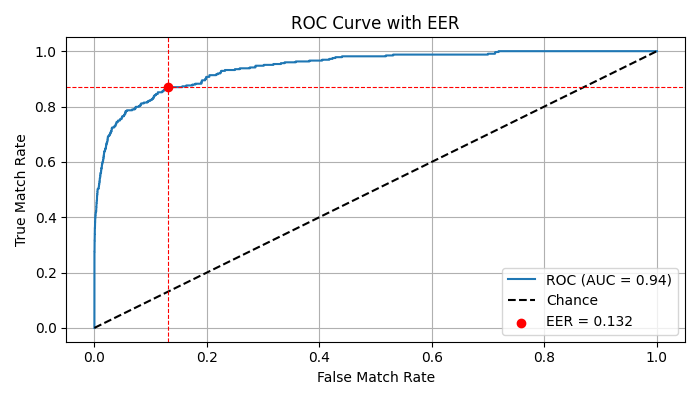 ROC Curve with EER
True Match Rate
1.0
0.8
0.6
0.4
0.2
0.0
0.0 0.2 0.4 0.6 0.8 1.0
False Match Rate
ROC (AUC = 0.94)
Chance
EER = 0.132